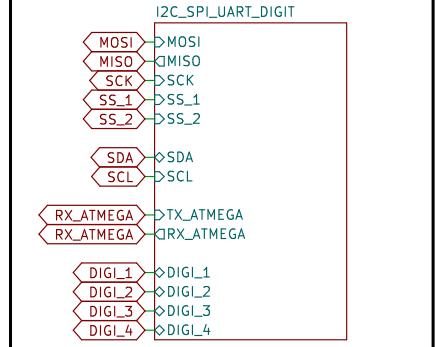 I2C_SPI_UART_DIGIT
MOSI MOSI
MISO MISO
SCK SCK
SS_1 SS_1
SS_2 SS_2
SDA SDA
SCL SCL
RX_ATMEGA TX_ATMEGA
RX_ATMEGA RX_ATMEGA
DIGI_1 DIGI_1
DIGI_2 DIGI_2
DIGI_3 DIGI_3
DIGI_4 DIGI_4